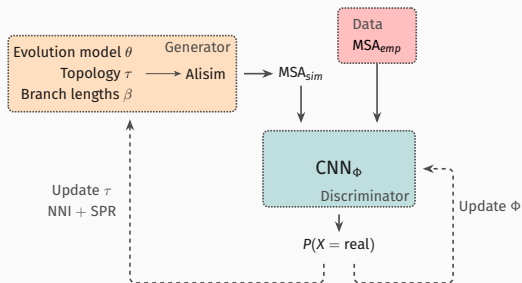 Generator
Evolution model θ
Topology τ
Branch lengths β
Alisim
MSA_sim
Data
MSA_emp
CNN_Φ
Discriminator
P(X = real)
Update τ
NNI + SPR
Update Φ